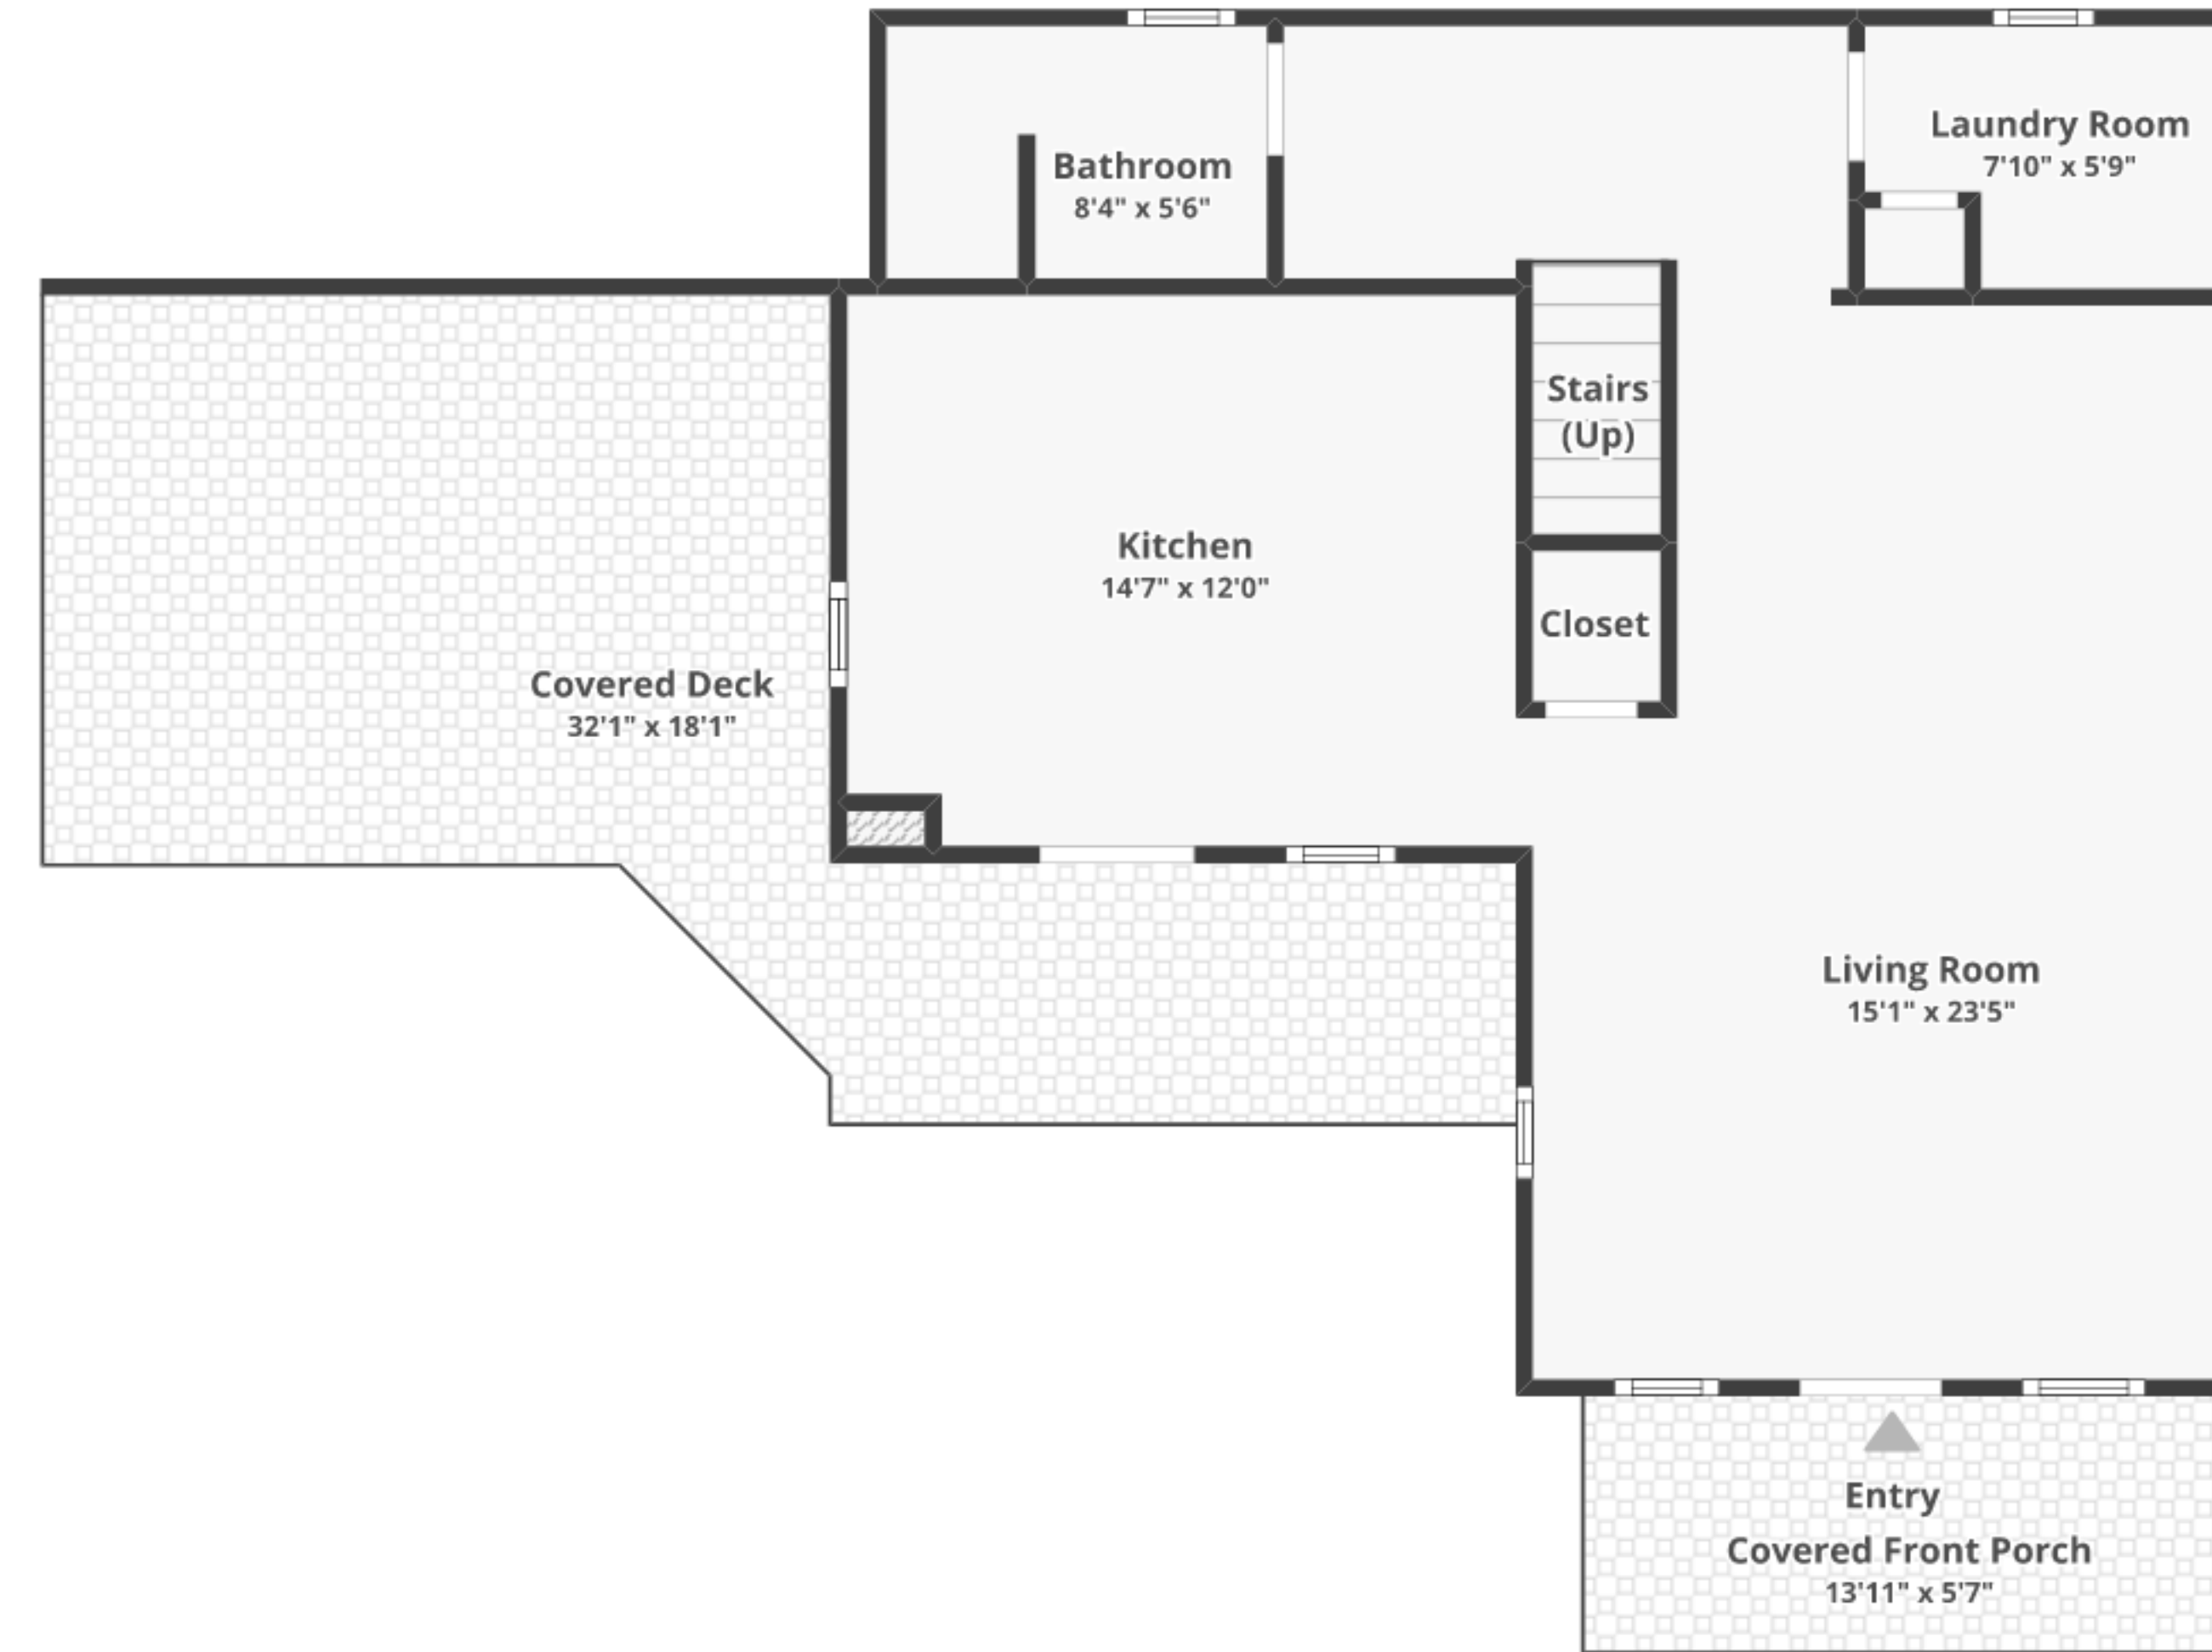 Laundry Room
7'10" x 5'9"
Bathroom
8'4" x 5'6"
Stairs
(Up)
Kitchen
14'7" x 12'0"
Closet
Covered Deck
32'1" x 18'1"
Living Room
15'1" x 23'5"
Entry
Covered Front Porch
13'11" x 5'7"